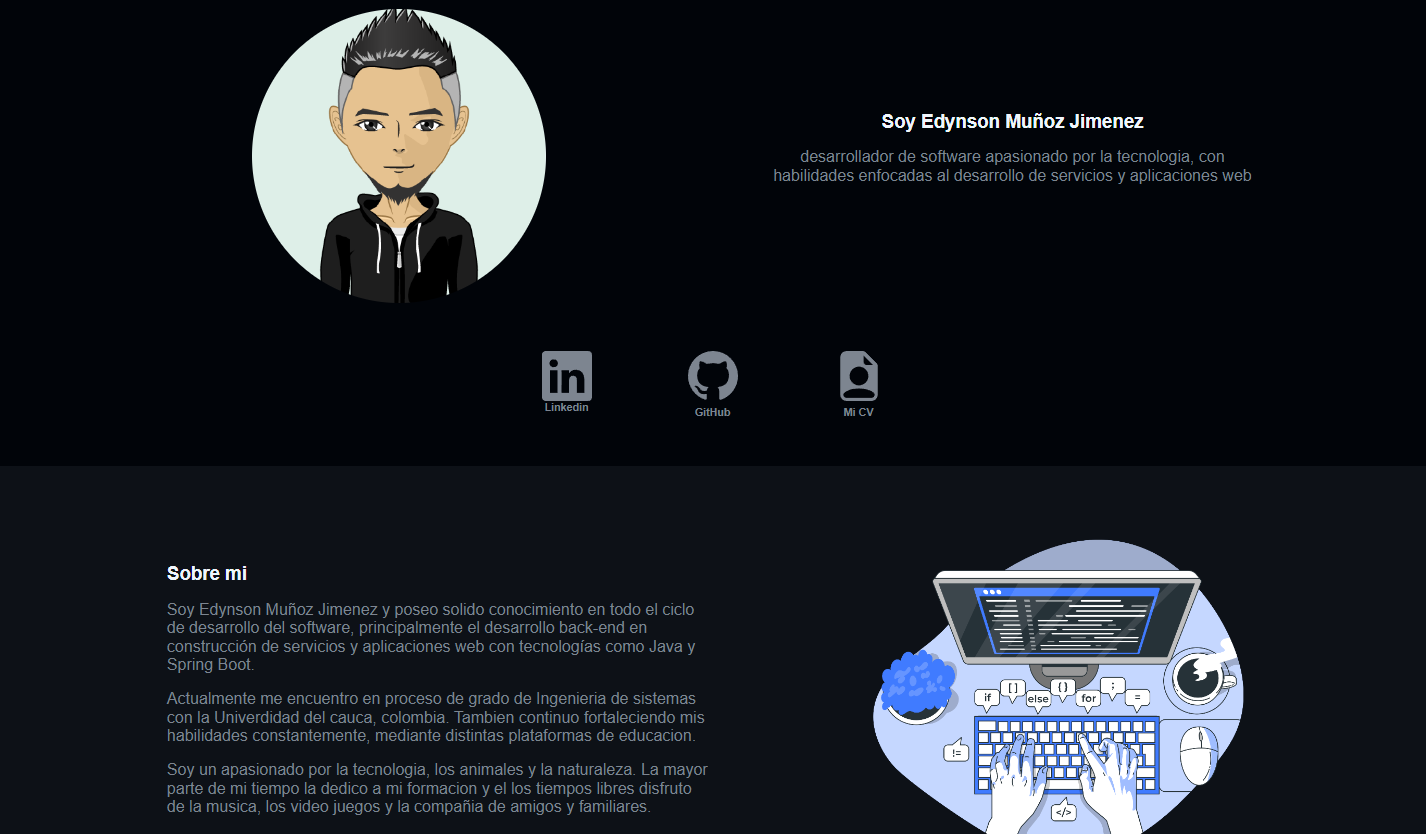 Soy Edynson Muñoz Jimenez
desarrollador de software apasionado por la tecnologia, con
habilidades enfocadas al desarrollo de servicios y aplicaciones web
in
Linkedin
GitHub
Mi CV
Sobre mi
Soy Edynson Muñoz Jimenez y poseo solido conocimiento en todo el ciclo
de desarrollo del software, principalmente el desarrollo back-end en
construcción de servicios y aplicaciones web con tecnologías como Java y
Spring Boot.
Actualmente me encuentro en proceso de grado de Ingenieria de sistemas
con la Univerdidad del cauca, colombia. Tambien continuo fortaleciendo mis
habilidades constantemente, mediante distintas plataformas de educacion.
Soy un apasionado por la tecnologia, los animales y la naturaleza. La mayor
parte de mi tiempo la dedico a mi formacion y el los tiempos libres disfruto
de la musica, los video juegos y la compañia de amigos y familiares.
if
[ ]
else
{ }
for
;
=
!=
</>